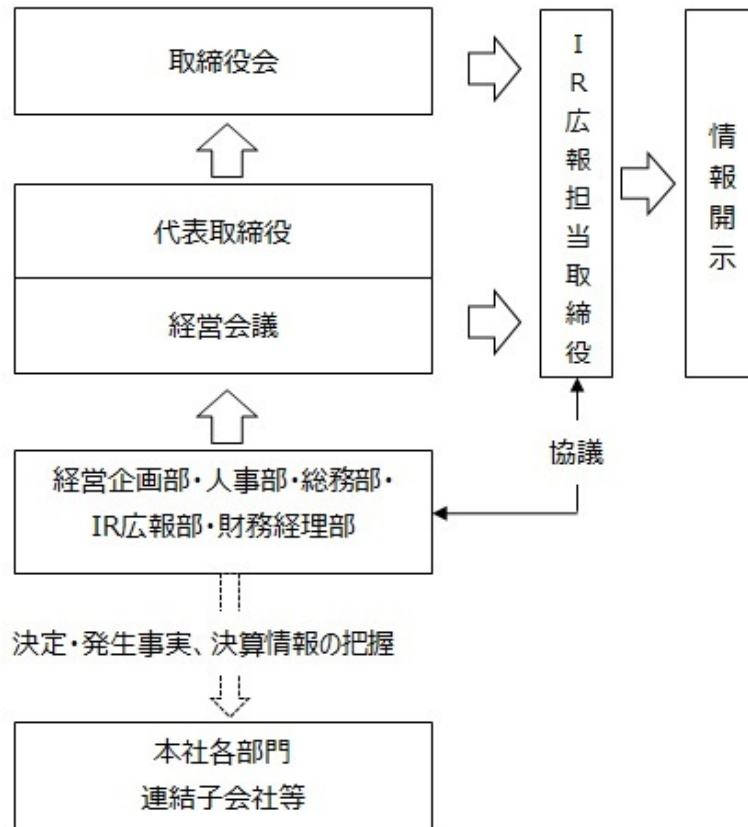 取締役会
代表取締役
経営会議
IR広報担当取締役
情報開示
協議
経営企画部・人事部・総務部・
IR広報部・財務経理部
決定・発生事実、決算情報の把握
本社各部門
連結子会社等